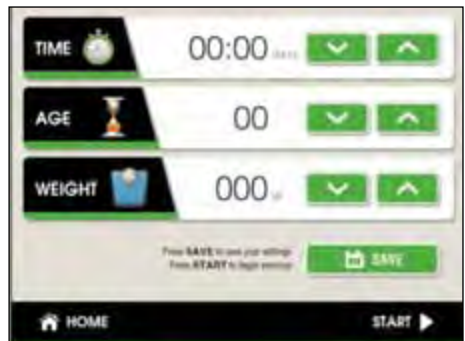 TIME 00:00
AGE 00
WEIGHT 000
Press SAVE to save your settings
Press START to begin exercise
SAVE
HOME START